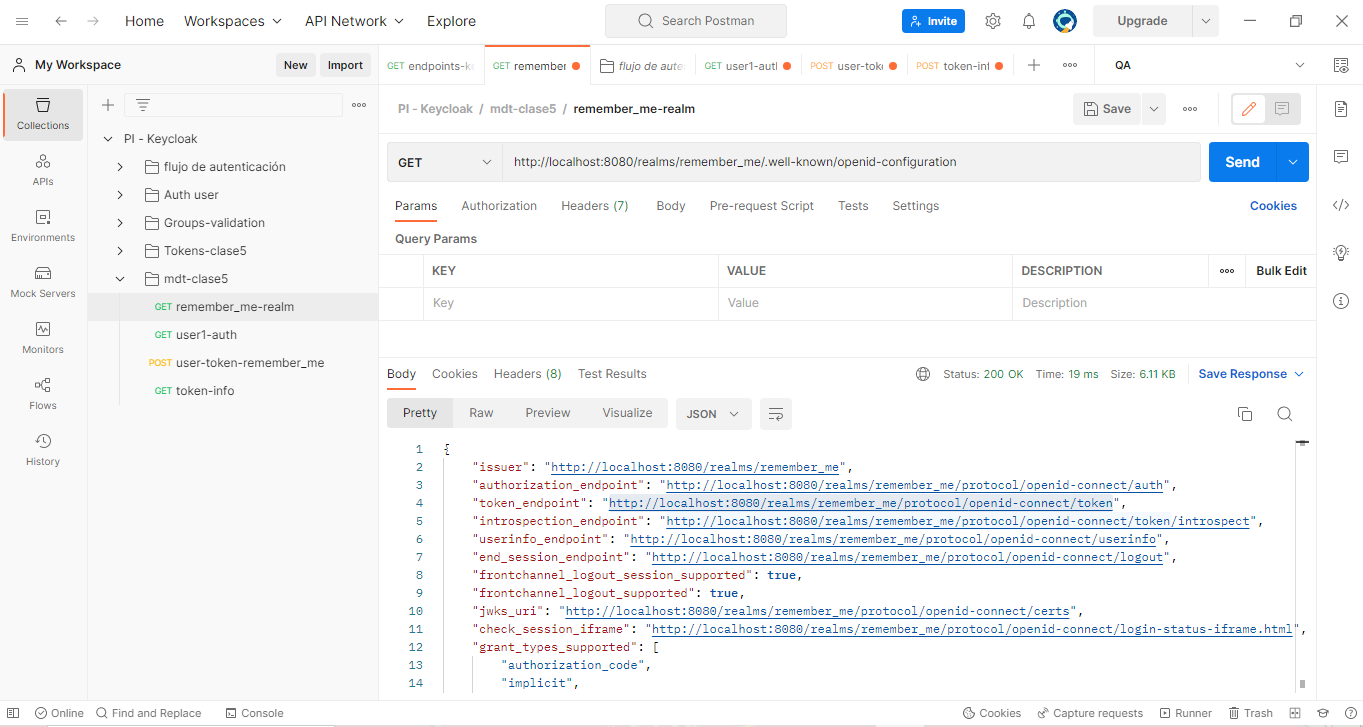 Home Workspaces API Network Explore Search Postman Invite Upgrade
My Workspace New Import GET endpoints-k GET remember GET flujo de aute GET user1-autl POST user-tok POST token-inf QA
Collections
APIs
Environments
Mock Servers
Monitors
Flows
History
PI - Keycloak
flujo de autenticación
Auth user
Groups-validation
Tokens-clase5
mdt-clase5
GET remember_me-realm
GET user1-auth
POST user-token-remember_me
GET token-info
PI - Keycloak / mdt-clase5 / remember_me-realm Save
GET http://localhost:8080/realms/remember_me/.well-known/openid-configuration Send
Params Authorization Headers (7) Body Pre-request Script Tests Settings Cookies
Query Params
KEY VALUE DESCRIPTION Bulk Edit
Key Value Description
Body Cookies Headers (8) Test Results Status: 200 OK Time: 19 ms Size: 6.11 KB Save Response
Pretty Raw Preview Visualize JSON
1 {
2 "issuer": "http://localhost:8080/realms/remember_me",
3 "authorization_endpoint": "http://localhost:8080/realms/remember_me/protocol/openid-connect/auth",
4 "token_endpoint": "http://localhost:8080/realms/remember_me/protocol/openid-connect/token",
5 "introspection_endpoint": "http://localhost:8080/realms/remember_me/protocol/openid-connect/token/introspect",
6 "userinfo_endpoint": "http://localhost:8080/realms/remember_me/protocol/openid-connect/userinfo",
7 "end_session_endpoint": "http://localhost:8080/realms/remember_me/protocol/openid-connect/logout",
8 "frontchannel_logout_session_supported": true,
9 "frontchannel_logout_supported": true,
10 "jwks_uri": "http://localhost:8080/realms/remember_me/protocol/openid-connect/certs",
11 "check_session_iframe": "http://localhost:8080/realms/remember_me/protocol/openid-connect/login-status-iframe.html",
12 "grant_types_supported": [
13 "authorization_code",
14 "implicit",
Online Find and Replace Console Cookies Capture requests Runner Trash